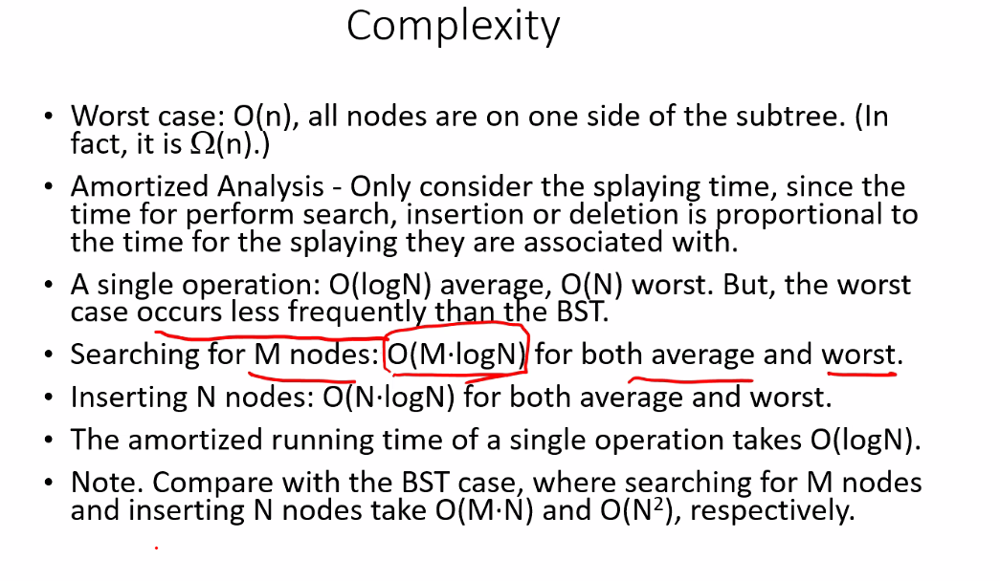 Complexity
• Worst case: O(n), all nodes are on one side of the subtree. (In
fact, it is Ω(n).)
• Amortized Analysis - Only consider the splaying time, since the
time for perform search, insertion or deletion is proportional to
the time for the splaying they are associated with.
• A single operation: O(logN) average, O(N) worst. But, the worst
case occurs less frequently than the BST.
• Searching for M nodes: O(M·logN) for both average and worst.
• Inserting N nodes: O(N·logN) for both average and worst.
• The amortized running time of a single operation takes O(logN).
• Note. Compare with the BST case, where searching for M nodes
and inserting N nodes take O(M·N) and O(N²), respectively.